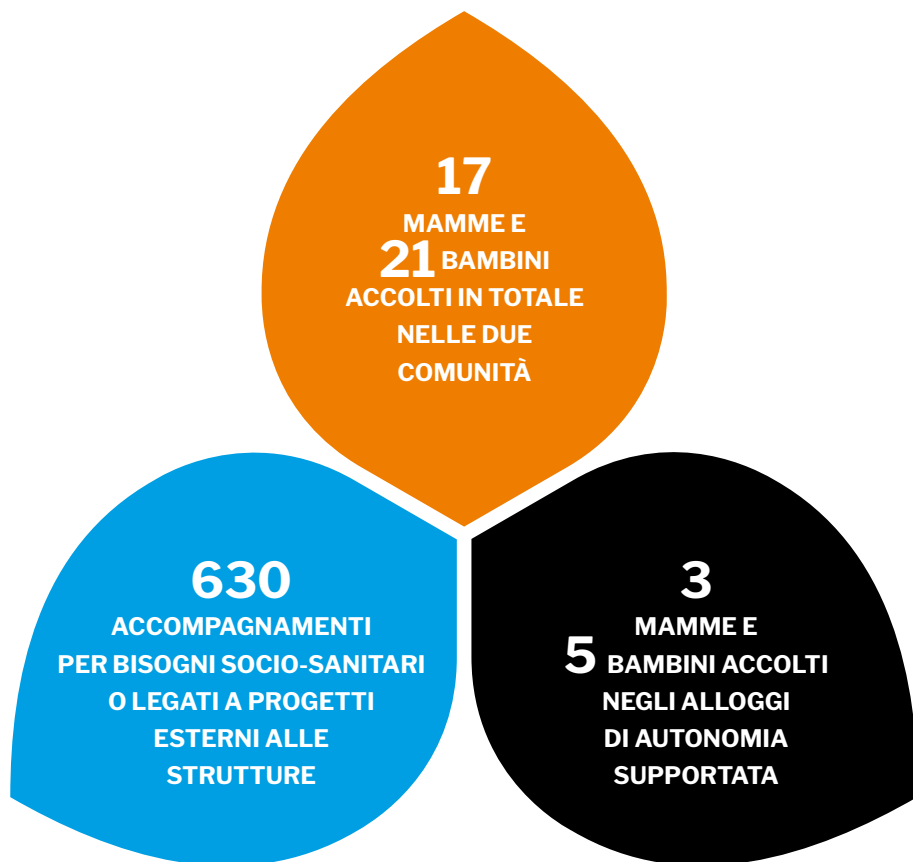 17
MAMME E
21 BAMBINI
ACCOLTI IN TOTALE
NELLE DUE
COMUNITÀ
630
ACCOMPAGNAMENTI
PER BISOGNI SOCIO-SANITARI
O LEGATI A PROGETTI
ESTERNI ALLE
STRUTTURE
3
MAMME E
5 BAMBINI ACCOLTI
NEGLI ALLOGGI
DI AUTONOMIA
SUPPORTATA